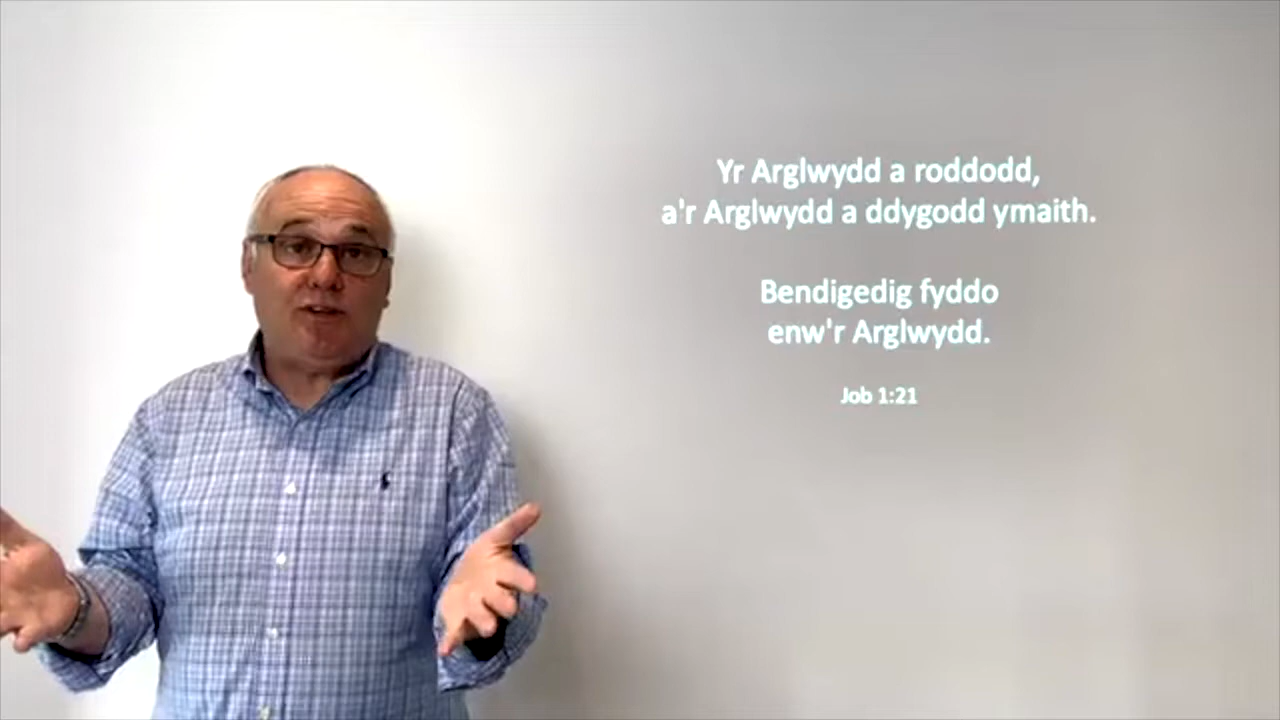 Yr Arglwydd a roddodd,
a'r Arglwydd a ddygodd ymaith.
Bendigedig fyddo
enw'r Arglwydd.
Job 1:21